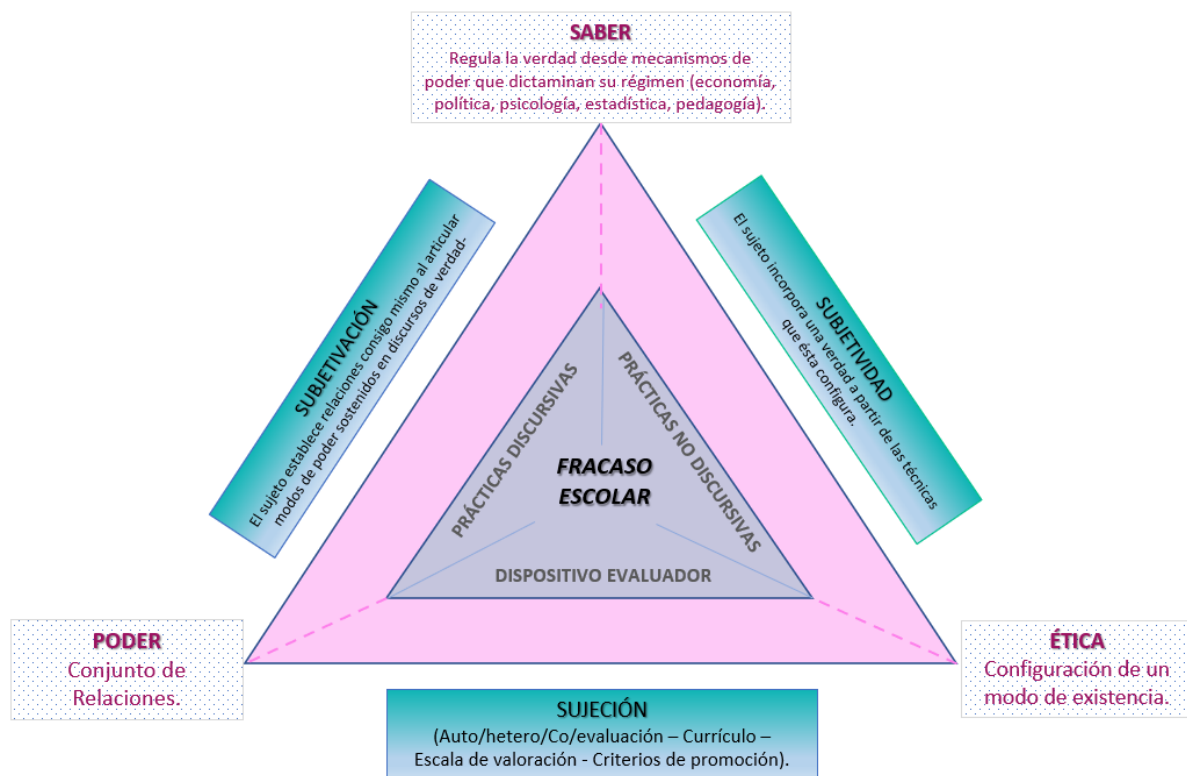 SABER
Regula la verdad desde mecanismos de
poder que dictaminan su régimen (economía,
política, psicología, estadística, pedagogía).
SUBJETIVACIÓN
El sujeto establece relaciones consigo mismo al articular
modos de poder sostenidos en discursos de verdad-
SUBJETIVIDAD
El sujeto incorpora una verdad a partir de las técnicas
que ésta configura.
PRÁCTICAS DISCURSIVAS
PRÁCTICAS NO DISCURSIVAS
FRACASO
ESCOLAR
DISPOSITIVO EVALUADOR
PODER
Conjunto de
Relaciones.
ÉTICA
Configuración de un
modo de existencia.
SUJECIÓN
(Auto/hetero/Co/evaluación – Currículo –
Escala de valoración - Criterios de promoción).